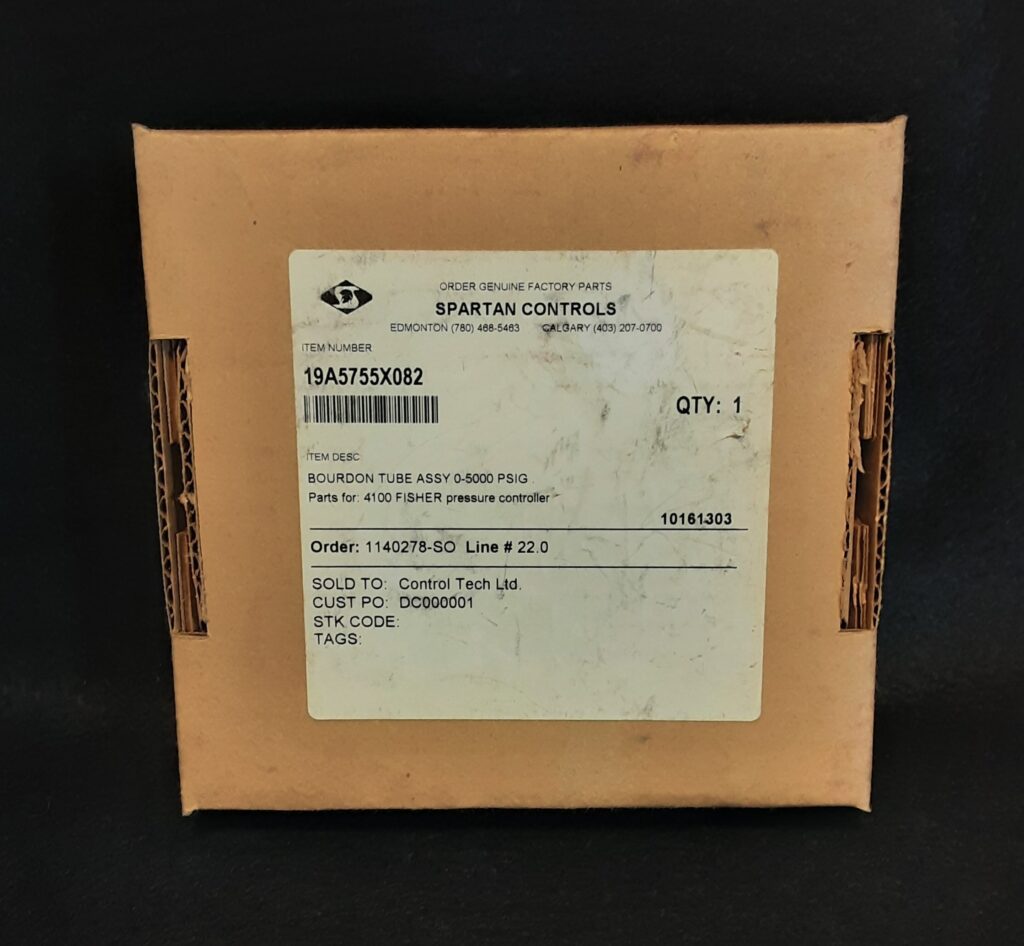 ORDER GENUINE FACTORY PARTS
SPARTAN CONTROLS
EDMONTON (780) 468-5463 CALGARY (403) 207-0700
ITEM NUMBER
19A5755X082
QTY: 1
ITEM DESC
BOURDON TUBE ASSY 0-5000 PSIG
Parts for: 4100 FISHER pressure controller
10161303
Order: 1140278-SO Line # 22.0
SOLD TO: Control Tech Ltd.
CUST PO: DC000001
STK CODE:
TAGS: